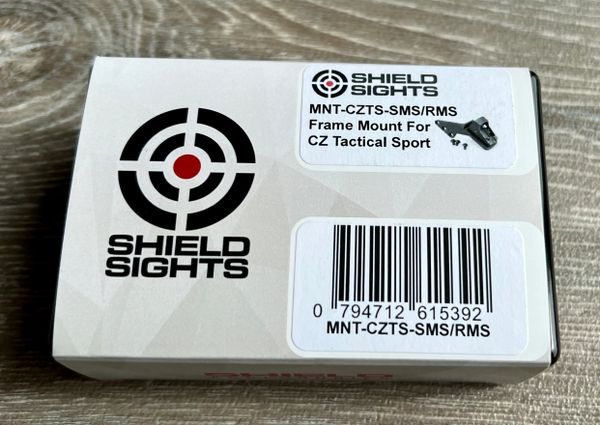 SHIELD
SIGHTS
SHIELD
SIGHTS
MNT-CZTS-SMS/RMS
Frame Mount For
CZ Tactical Sport
0 794712 615392
MNT-CZTS-SMS/RMS
SHIELD